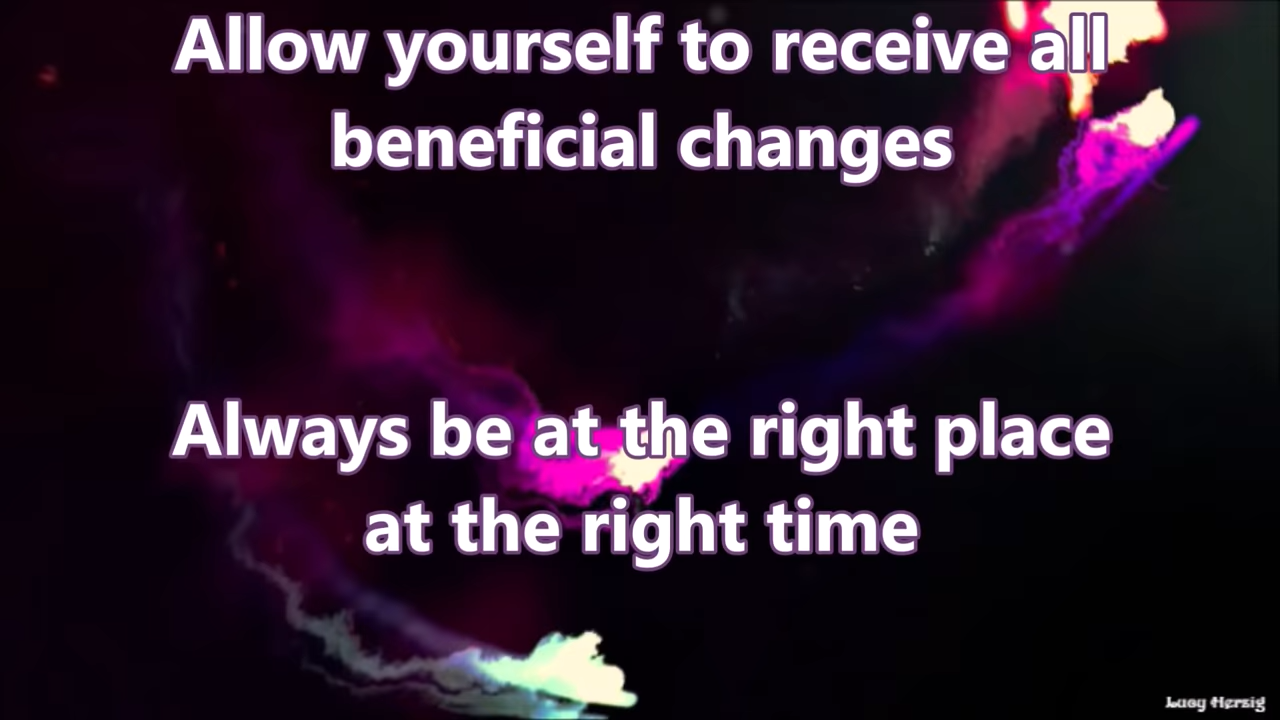 Allow yourself to receive all
beneficial changes
Always be at the right place
at the right time
Lucy Herzig